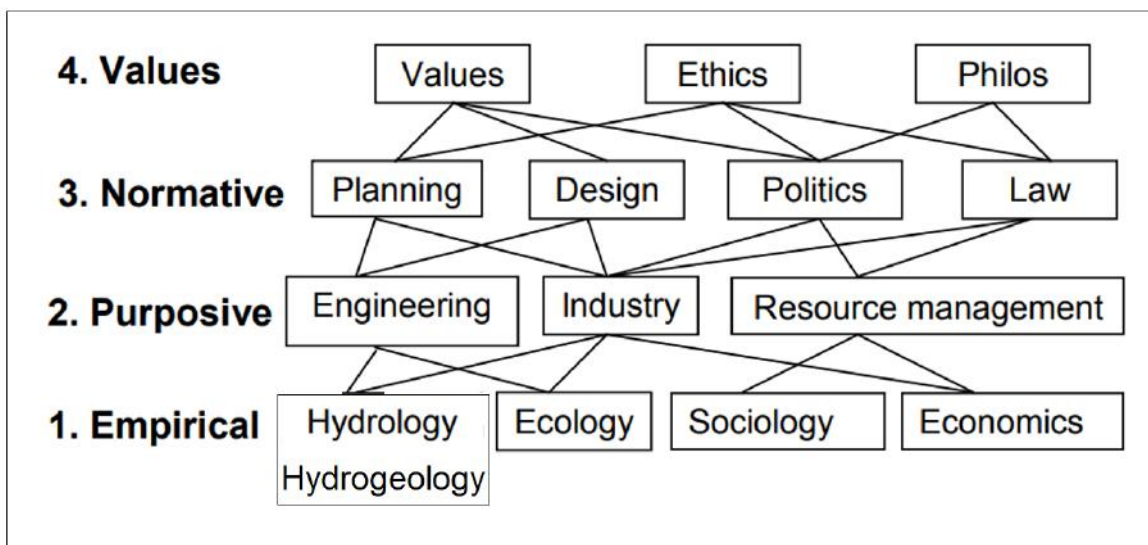 4. Values Values Ethics Philos
3. Normative Planning Design Politics Law
2. Purposive Engineering Industry Resource management
1. Empirical Hydrology Ecology Sociology Economics
Hydrogeology